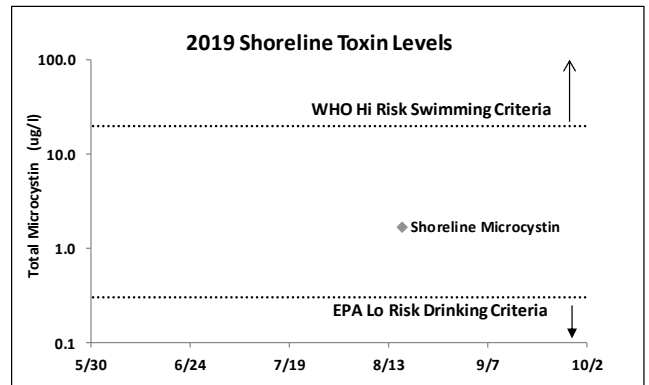 2019 Shoreline Toxin Levels
Total Microcystin (ug/l)
100.0
10.0
1.0
0.1
WHO Hi Risk Swimming Criteria
Shoreline Microcystin
EPA Lo Risk Drinking Criteria
5/30 6/24 7/19 8/13 9/7 10/2